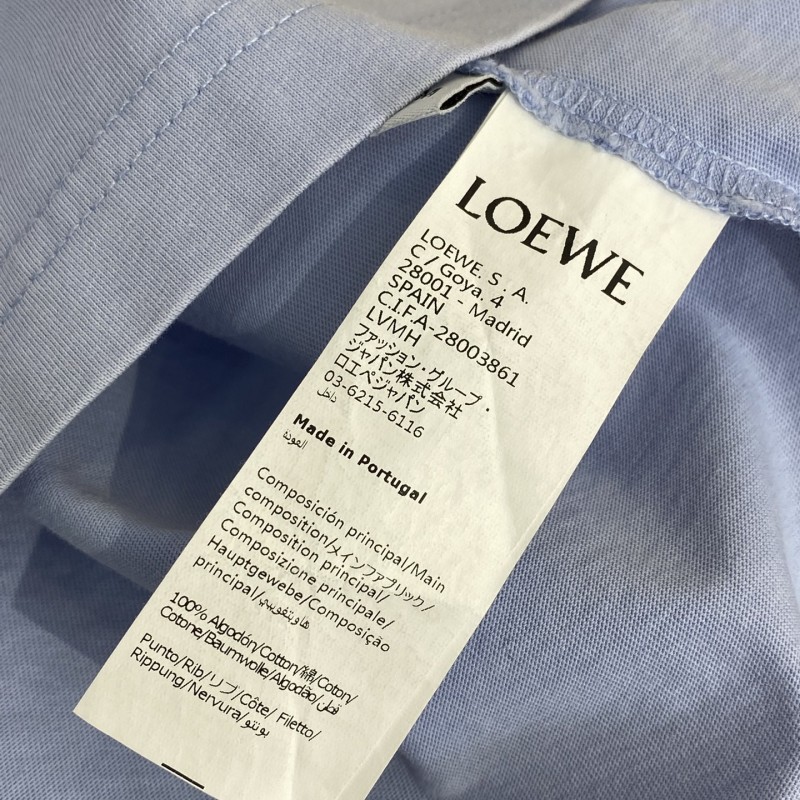 LOEWE
LOEWE. S. A.
C / Goya. 4
28001 - Madrid
SPAIN
C.I.F.A-28003861
LVMH
ファッション・グループ・
ジャパン株式会社
ロエベジャパン
03-6215-6116
داخل
Made in Portugal
Composición principal/Main
composition/メインファブリック/
Composition principal/
Composizione principale/
Hauptgewebe/Composição
principal/
100% Algodón/Cotton/綿/Coton/
Cotone/Baumwolle/Algodão/قطن
Punto/Rib/リブ/Côte/ Filetto/
Rippung/Nervura/بونتو